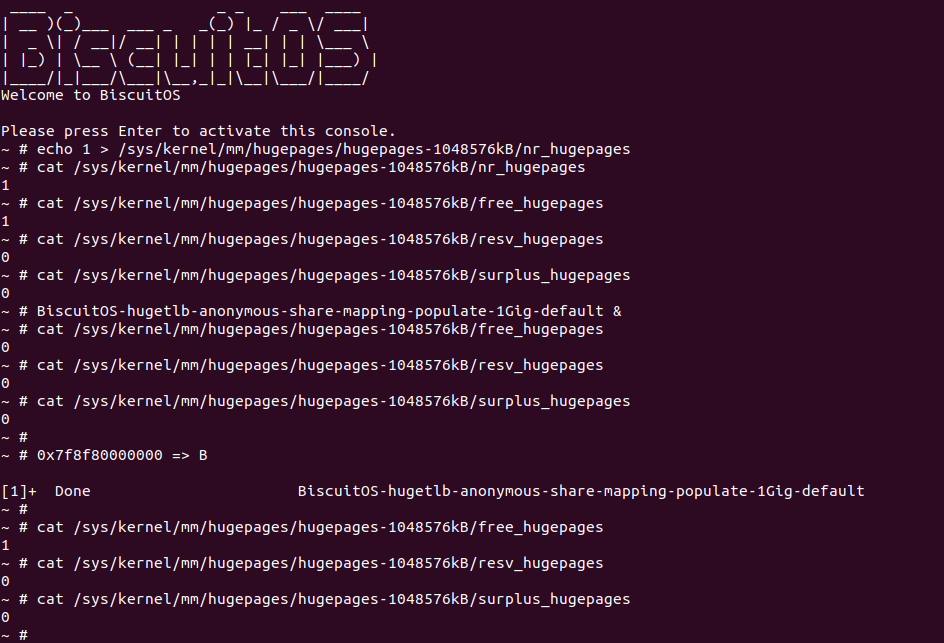 ____  _                _ _    ___  ____
| __ )(_)___  ___ _   _(_) |_ / _ \/ ___|
|  _ \| / __|/ __| | | | | __| | | \___ \
| |_) | \__ \ (__| |_| | | |_| |_| |___) |
|____/|_|___/\___|\__,_|_|\__|\___/|____/
Welcome to BiscuitOS

Please press Enter to activate this console.
~ # echo 1 > /sys/kernel/mm/hugepages/hugepages-1048576kB/nr_hugepages
~ # cat /sys/kernel/mm/hugepages/hugepages-1048576kB/nr_hugepages
1
~ # cat /sys/kernel/mm/hugepages/hugepages-1048576kB/free_hugepages
1
~ # cat /sys/kernel/mm/hugepages/hugepages-1048576kB/resv_hugepages
0
~ # cat /sys/kernel/mm/hugepages/hugepages-1048576kB/surplus_hugepages
0
~ # BiscuitOS-hugetlb-anonymous-share-mapping-populate-1Gig-default &
~ # cat /sys/kernel/mm/hugepages/hugepages-1048576kB/free_hugepages
0
~ # cat /sys/kernel/mm/hugepages/hugepages-1048576kB/resv_hugepages
0
~ # cat /sys/kernel/mm/hugepages/hugepages-1048576kB/surplus_hugepages
0
~ #
~ # 0x7f8f80000000 => B

[1]+  Done                       BiscuitOS-hugetlb-anonymous-share-mapping-populate-1Gig-default
~ #
~ # cat /sys/kernel/mm/hugepages/hugepages-1048576kB/free_hugepages
1
~ # cat /sys/kernel/mm/hugepages/hugepages-1048576kB/resv_hugepages
0
~ # cat /sys/kernel/mm/hugepages/hugepages-1048576kB/surplus_hugepages
0
~ #